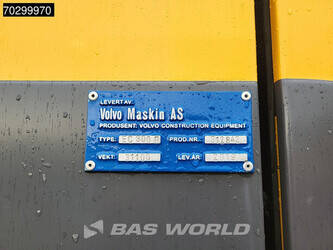 70299970
LEVERT AV:
Volvo Maskin AS
PRODUSENT: VOLVO CONSTRUCTION EQUIPMENT
TYPE: PROD.NR.
VEKT: LEV.ÅR
BAS WORLD